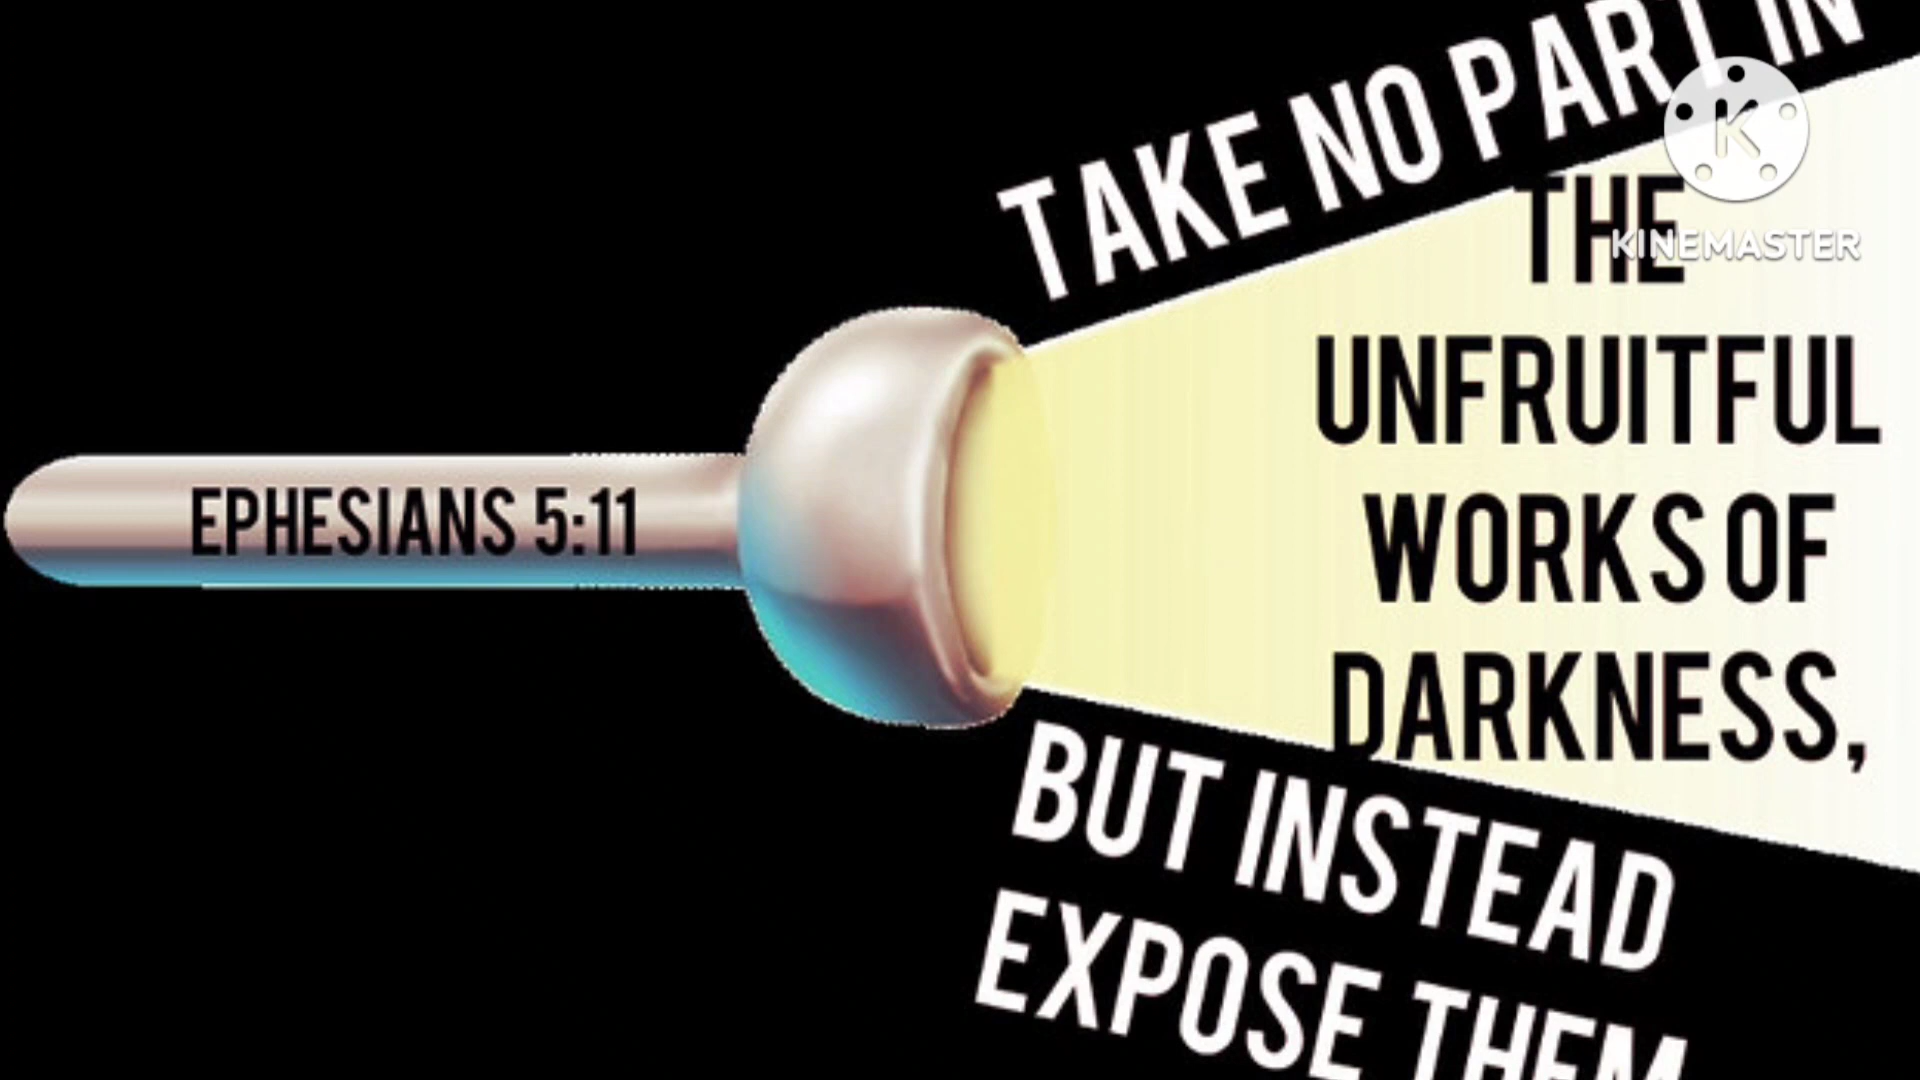 TAKE NO PART IN
K
THE
KINEMASTER
UNFRUITFUL
EPHESIANS 5:11
WORKS OF
DARKNESS,
BUT INSTEAD
EXPOSE THEM